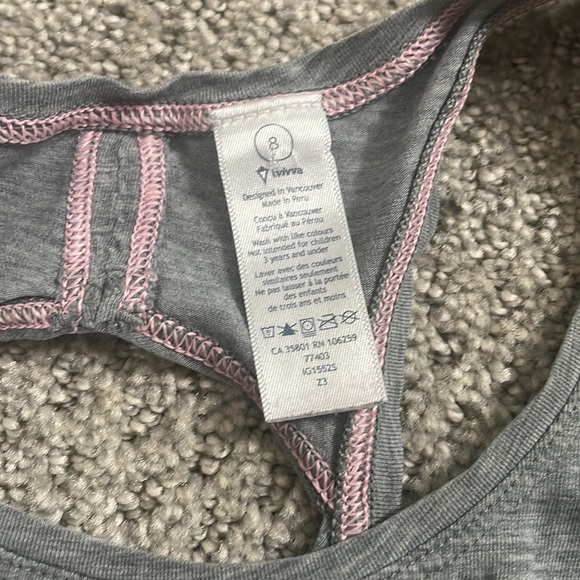 8
ivivva
Designed in Vancouver
Made in Peru
Conçu à Vancouver
Fabriqué au Pérou
Wash with like colours
Not intended for children
3 years and under
Laver avec des couleurs
similaires seulement
Ne pas laisser à la portée
des enfants
de trois ans et moins
CA 35801 RN 106259
77403
IG1552S
Z3